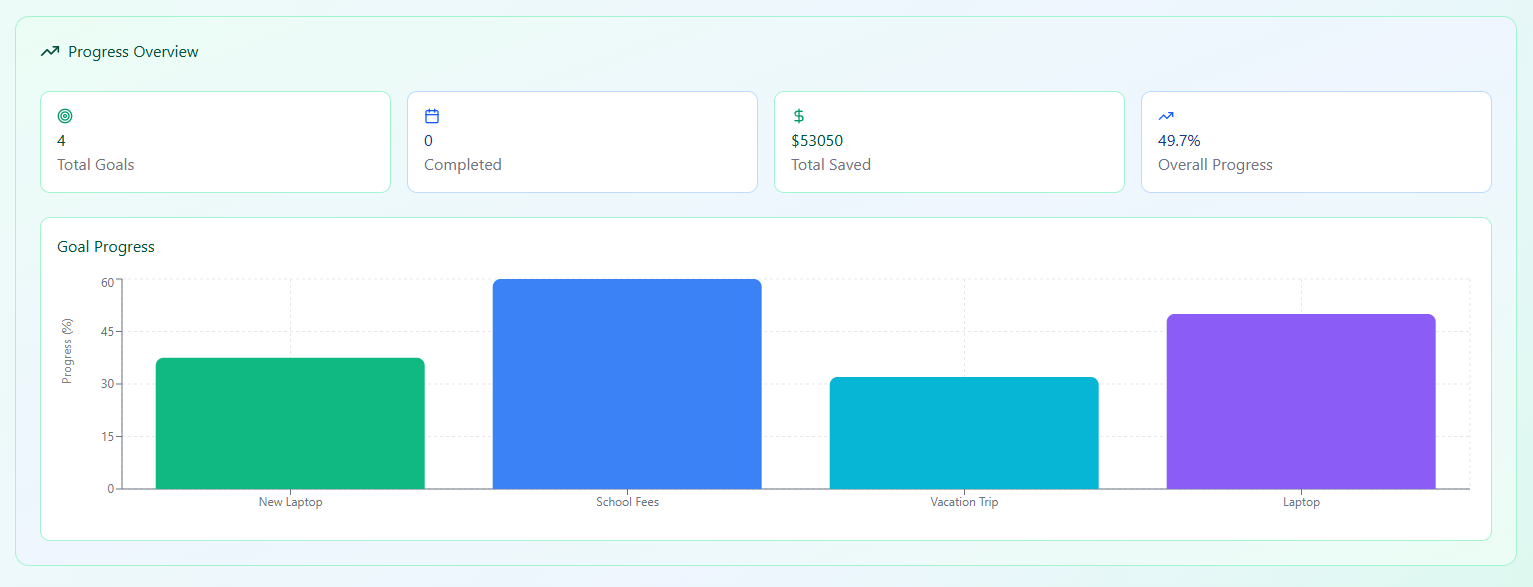 Progress Overview
4
Total Goals
0
Completed
$53050
Total Saved
49.7%
Overall Progress
Goal Progress
Progress (%)
60
45
30
15
0
New Laptop
School Fees
Vacation Trip
Laptop